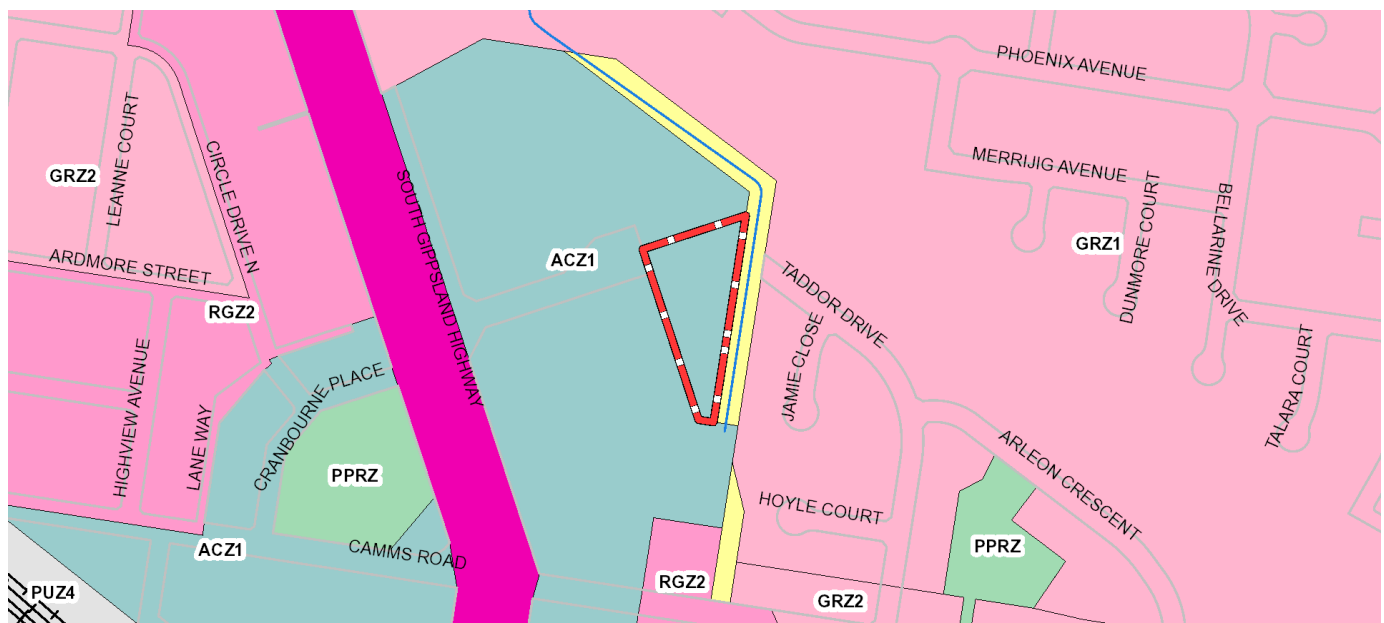 PHOENIX AVENUE
LEANNE COURT
CIRCLE DRIVE N
MERRIJIG AVENUE
GRZ2
SOUTH GIPPSLAND HIGHWAY
DUNMORE COURT
BELLARINE DRIVE
GRZ1
ARDMORE STREET
ACZ1
TADDOR DRIVE
RGZ2
JAMIE CLOSE
TALARA COURT
HIGHVIEW AVENUE
LANE WAY
CRANBOURNE PLACE
PPRZ
ARLEON CRESCENT
HOYLE COURT
ACZ1
CAMMS ROAD
PPRZ
PUZ4
RGZ2
GRZ2